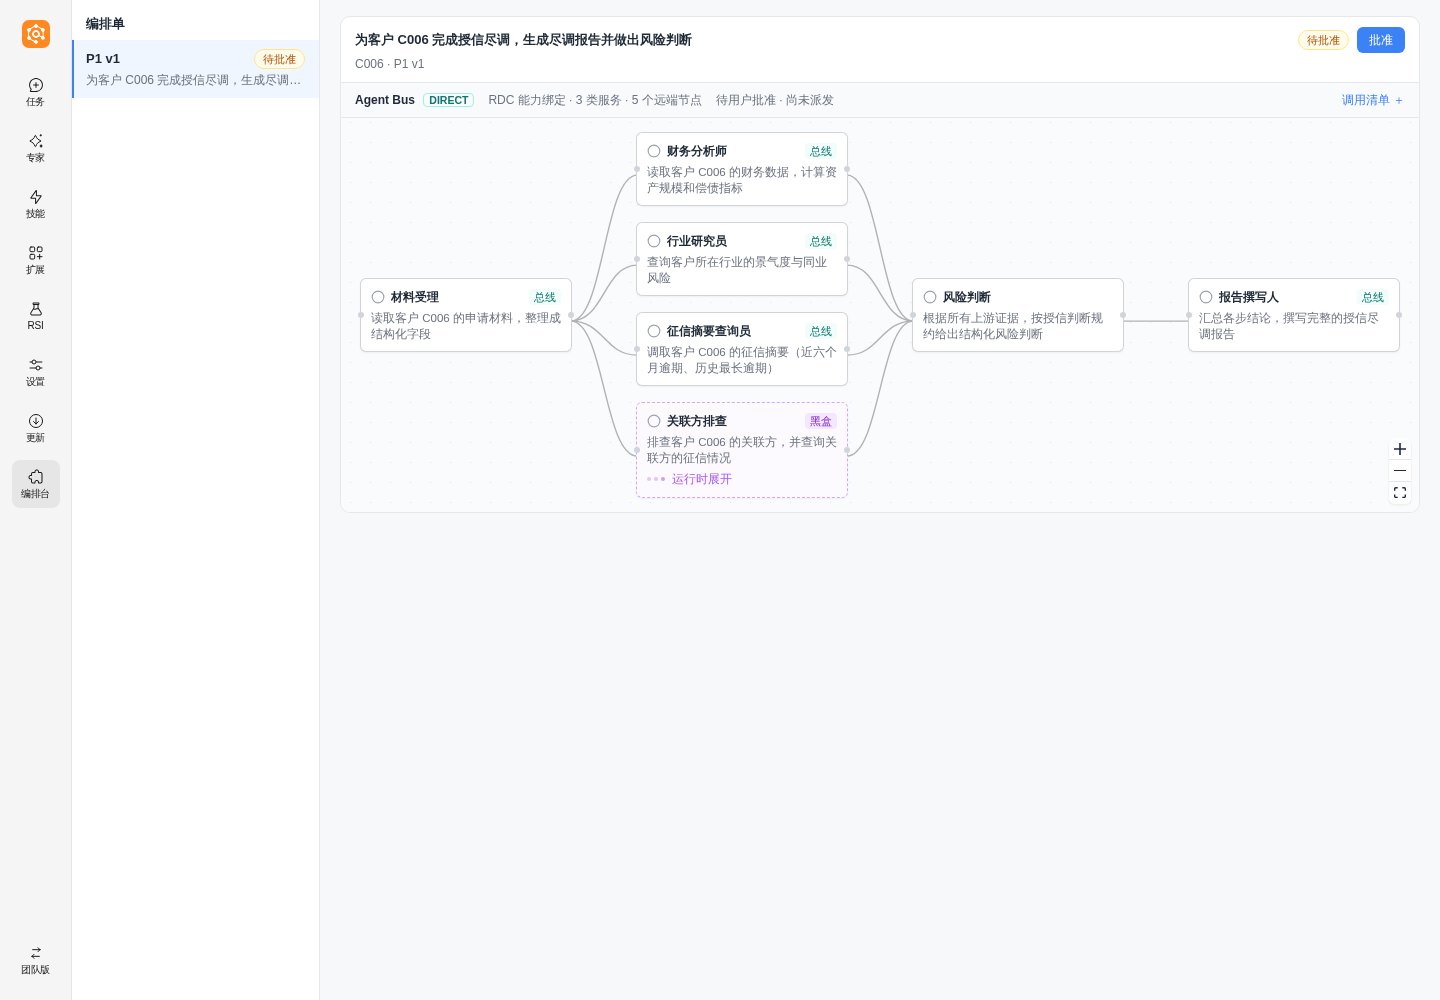 任务
专家
技能
扩展
RSI
设置
更新
编排台
团队版
编排单
P1 v1
待批准
为客户 C006 完成授信尽调，生成尽调…
为客户 C006 完成授信尽调，生成尽调报告并做出风险判断
待批准
批准
C006 · P1 v1
Agent Bus
DIRECT
RDC 能力绑定 · 3 类服务 · 5 个远端节点
待用户批准 · 尚未派发
调用清单 +
材料受理
总线
读取客户 C006 的申请材料，整理成
结构化字段
财务分析师
总线
读取客户 C006 的财务数据，计算资
产规模和偿债指标
行业研究员
总线
查询客户所在行业的景气度与同业
风险
征信摘要查询员
总线
调取客户 C006 的征信摘要（近六个
月逾期、历史最长逾期）
关联方排查
黑盒
排查客户 C006 的关联方，并查询关
联方的征信情况
运行时展开
风险判断
根据所有上游证据，按授信判断规
约给出结构化风险判断
报告撰写人
总线
汇总各步结论，撰写完整的授信尽
调报告